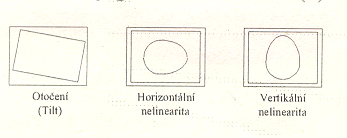 Otočení
(Tilt)
Horizontální
nelinearita
Vertikální
nelinearita